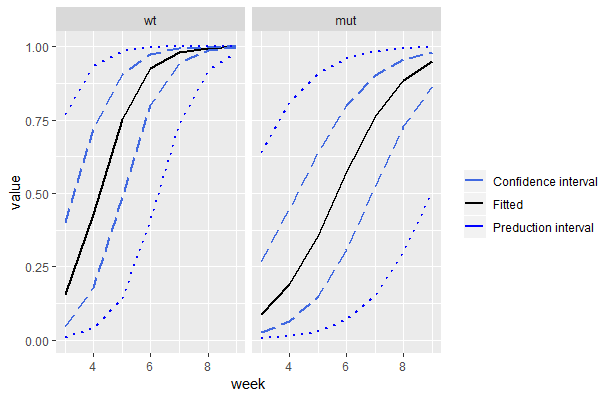 wt mut
1.00
0.75
0.50
0.25
0.00
value
4 6 8 4 6 8
week
Confidence interval
Fitted
Preduction interval